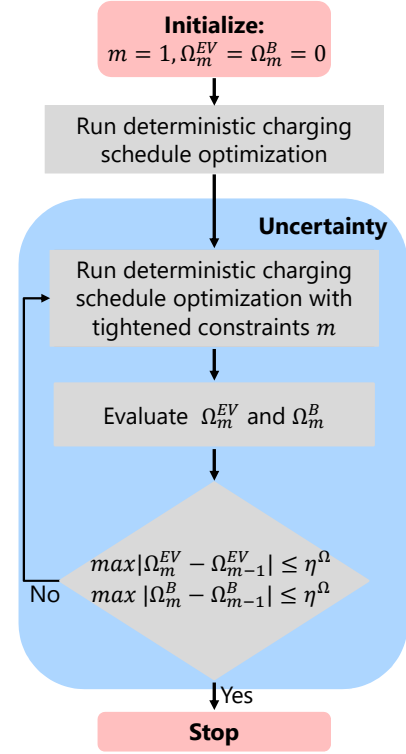 Initialize:
m = 1, Ω_m^{EV} = Ω_m^B = 0
Run deterministic charging
schedule optimization
Uncertainty
Run deterministic charging
schedule optimization with
tightened constraints m
Evaluate Ω_m^{EV} and Ω_m^B
max|Ω_m^{EV} − Ω_{m−1}^{EV}| ≤ η^Ω
max |Ω_m^B − Ω_{m−1}^B| ≤ η^Ω
No
Yes
Stop